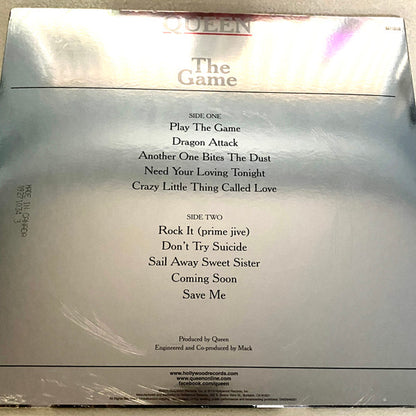 QUEEN
The
Game
SIDE ONE
Play The Game
Dragon Attack
Another One Bites The Dust
Need Your Loving Tonight
Crazy Little Thing Called Love
SIDE TWO
Rock It (prime jive)
Don't Try Suicide
Sail Away Sweet Sister
Coming Soon
Save Me
MADE IN CANADA
Produced by Queen
Engineered and Co-produced by Mack
www.hollywoodrecords.com
www.queenonline.com
facebook.com/queen